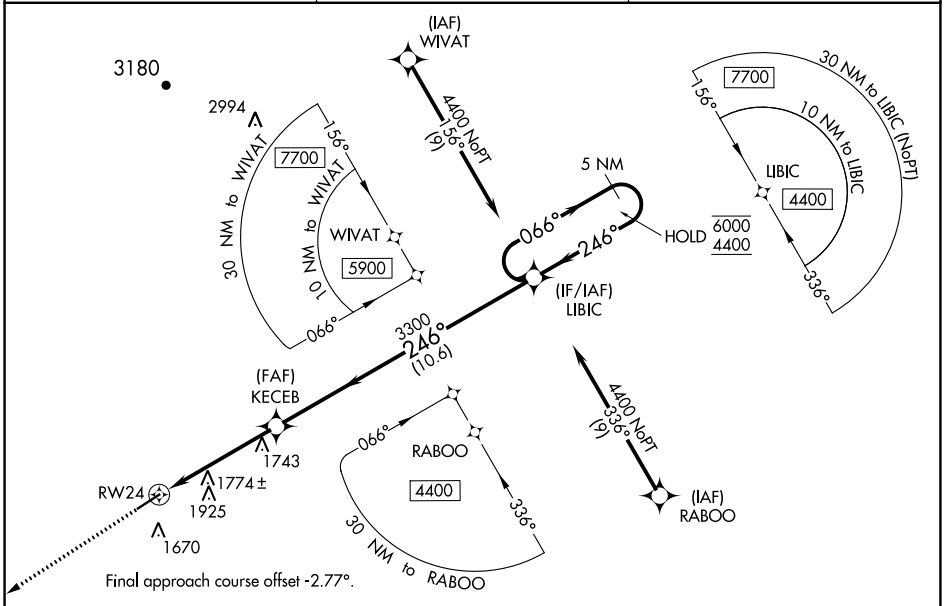 (IAF)
WIVAT
3180
2994
4400 NoPT
156°
(9)
30 NM to WIVAT
7700
156°
10 NM to WIVAT
WIVAT
5900
066°
7700
156°
30 NM to LIBIC (NoPT)
10 NM to LIBIC
LIBIC
4400
336°
5 NM
066°
246°
HOLD 6000
4400
(IF/IAF)
LIBIC
3300
246°
(10.6)
(FAF)
KECEB
1743
1774±
1925
RW24
1670
066°
RABOO
4400
336°
30 NM to RABOO
4400 NoPT
336°
(9)
(IAF)
RABOO
Final approach course offset -2.77°.